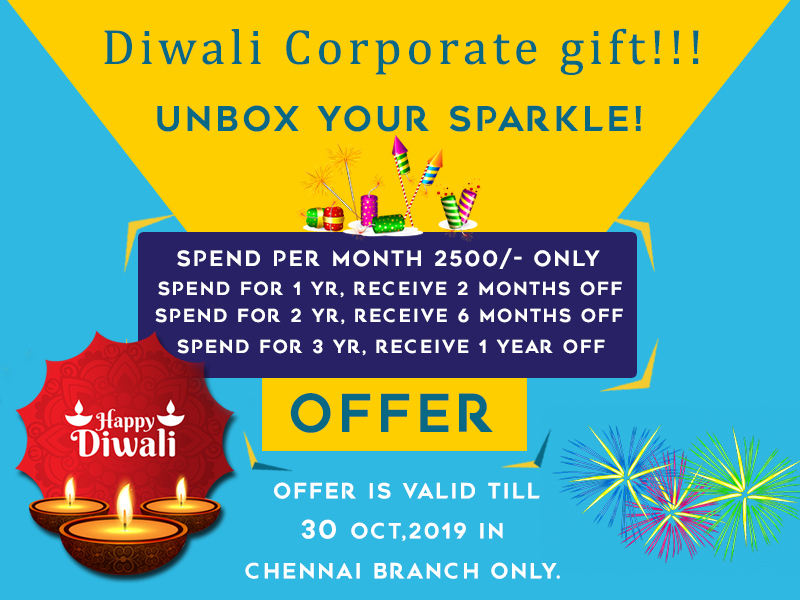 Diwali Corporate gift!!!
UNBOX YOUR SPARKLE!
SPEND PER MONTH 2500/- ONLY
SPEND FOR 1 YR, RECEIVE 2 MONTHS OFF
SPEND FOR 2 YR, RECEIVE 6 MONTHS OFF
SPEND FOR 3 YR, RECEIVE 1 YEAR OFF
OFFER
Happy
Diwali
OFFER IS VALID TILL
30 OCT,2019 IN
CHENNAI BRANCH ONLY.